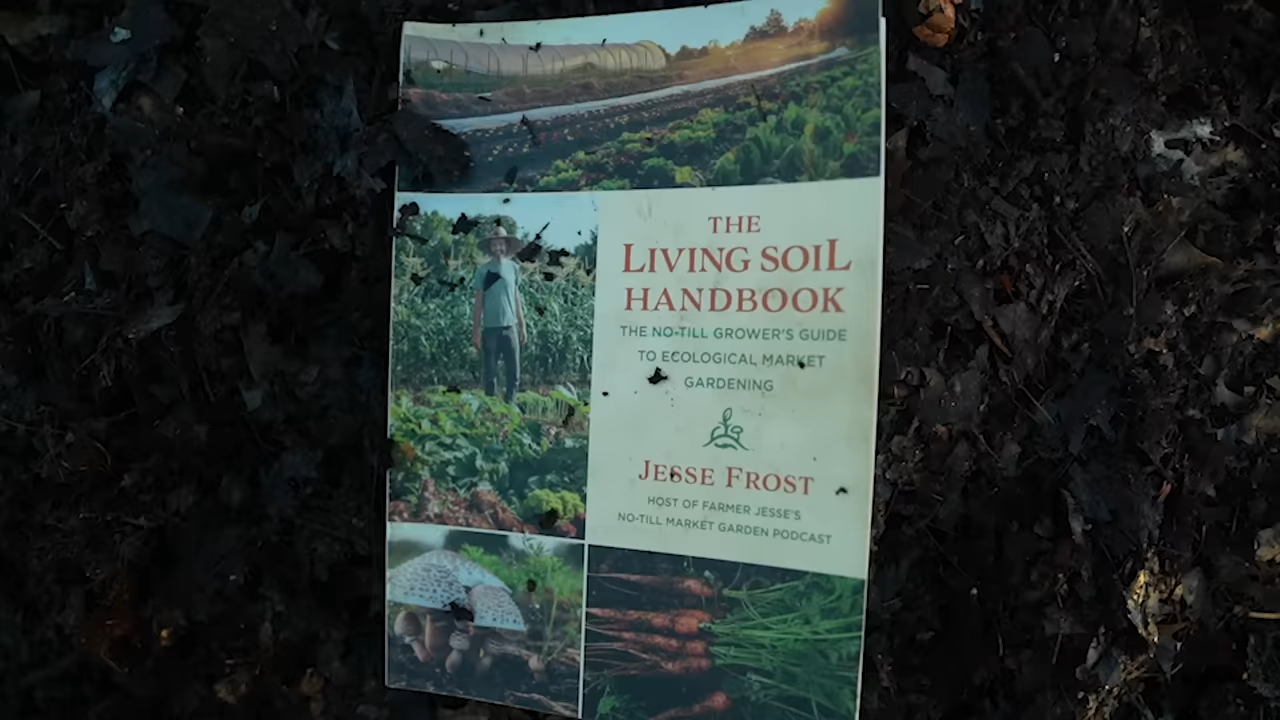 THE
LIVING SOIL
HANDBOOK
THE NO-TILL GROWER'S GUIDE
TO ECOLOGICAL MARKET
GARDENING
JESSE FROST
HOST OF FARMER JESSE'S
NO-TILL MARKET GARDEN PODCAST